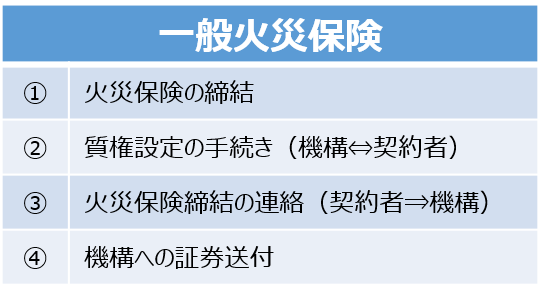 一般火災保険
① 火災保険の締結
② 質権設定の手続き（機構⇔契約者）
③ 火災保険締結の連絡（契約者⇒機構）
④ 機構への証券送付